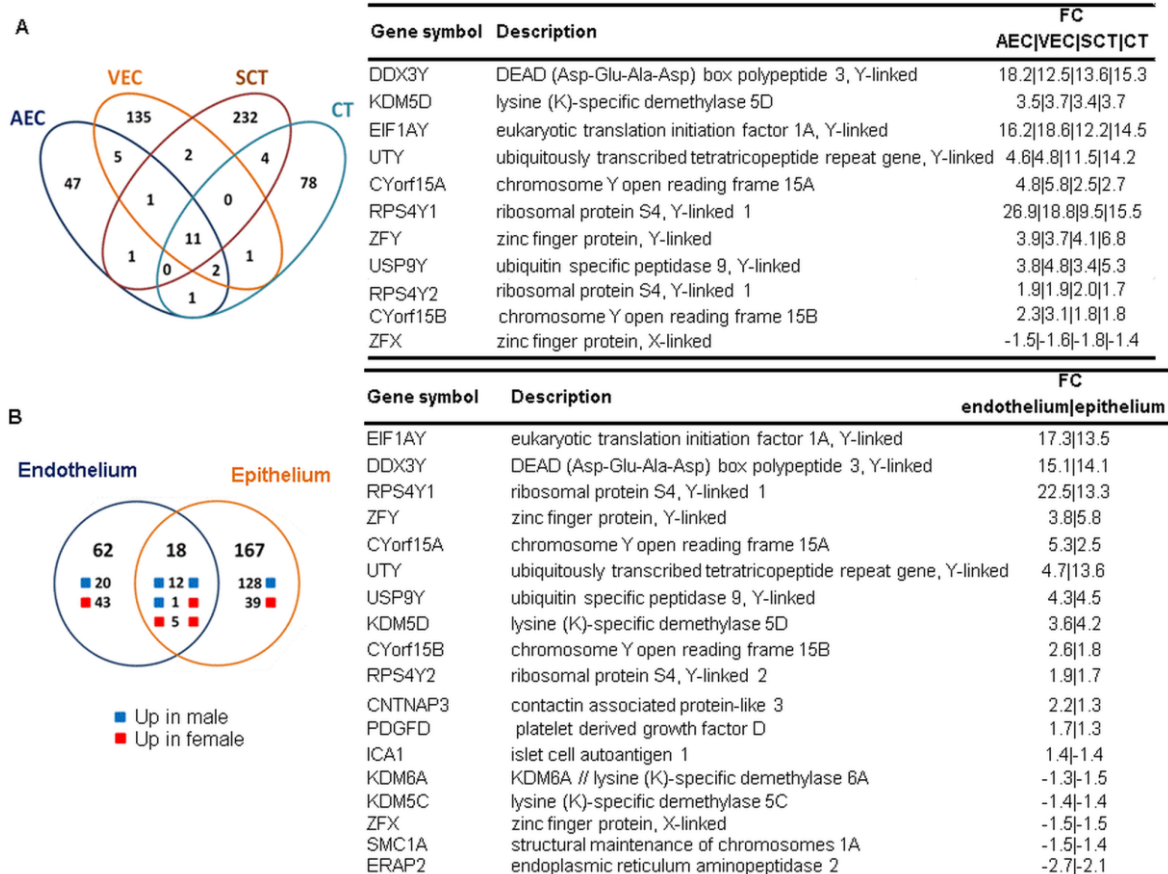 A
VEC
SCT
AEC
CT
135
232
5
2
4
47
78
1
0
11
1
0
2
1
1
Gene symbol Description FC
AEC|VEC|SCT|CT
DDX3Y DEAD (Asp-Glu-Ala-Asp) box polypeptide 3, Y-linked 18.2|12.5|13.6|15.3
KDM5D lysine (K)-specific demethylase 5D 3.5|3.7|3.4|3.7
EIF1AY eukaryotic translation initiation factor 1A, Y-linked 16.2|18.6|12.2|14.5
UTY ubiquitously transcribed tetratricopeptide repeat gene, Y-linked 4.6|4.8|11.5|14.2
CYorf15A chromosome Y open reading frame 15A 4.8|5.8|2.5|2.7
RPS4Y1 ribosomal protein S4, Y-linked 1 26.9|18.8|9.5|15.5
ZFY zinc finger protein, Y-linked 3.9|3.7|4.1|6.8
USP9Y ubiquitin specific peptidase 9, Y-linked 3.8|4.8|3.4|5.3
RPS4Y2 ribosomal protein S4, Y-linked 1 1.9|1.9|2.0|1.7
CYorf15B chromosome Y open reading frame 15B 2.3|3.1|1.8|1.8
ZFX zinc finger protein, X-linked -1.5|-1.6|-1.8|-1.4
B
Endothelium
Epithelium
62 18 167
20 12 128
43 1 39
5
Up in male
Up in female
Gene symbol Description FC
endothelium|epithelium
EIF1AY eukaryotic translation initiation factor 1A, Y-linked 17.3|13.5
DDX3Y DEAD (Asp-Glu-Ala-Asp) box polypeptide 3, Y-linked 15.1|14.1
RPS4Y1 ribosomal protein S4, Y-linked 1 22.5|13.3
ZFY zinc finger protein, Y-linked 3.8|5.8
CYorf15A chromosome Y open reading frame 15A 5.3|2.5
UTY ubiquitously transcribed tetratricopeptide repeat gene, Y-linked 4.7|13.6
USP9Y ubiquitin specific peptidase 9, Y-linked 4.3|4.5
KDM5D lysine (K)-specific demethylase 5D 3.6|4.2
CYorf15B chromosome Y open reading frame 15B 2.6|1.8
RPS4Y2 ribosomal protein S4, Y-linked 2 1.9|1.7
CNTNAP3 contactin associated protein-like 3 2.2|1.3
PDGFD platelet derived growth factor D 1.7|1.3
ICA1 islet cell autoantigen 1 1.4|-1.4
KDM6A KDM6A // lysine (K)-specific demethylase 6A -1.3|-1.5
KDM5C lysine (K)-specific demethylase 5C -1.4|-1.4
ZFX zinc finger protein, X-linked -1.5|-1.5
SMC1A structural maintenance of chromosomes 1A -1.5|-1.4
ERAP2 endoplasmic reticulum aminopeptidase 2 -2.7|-2.1